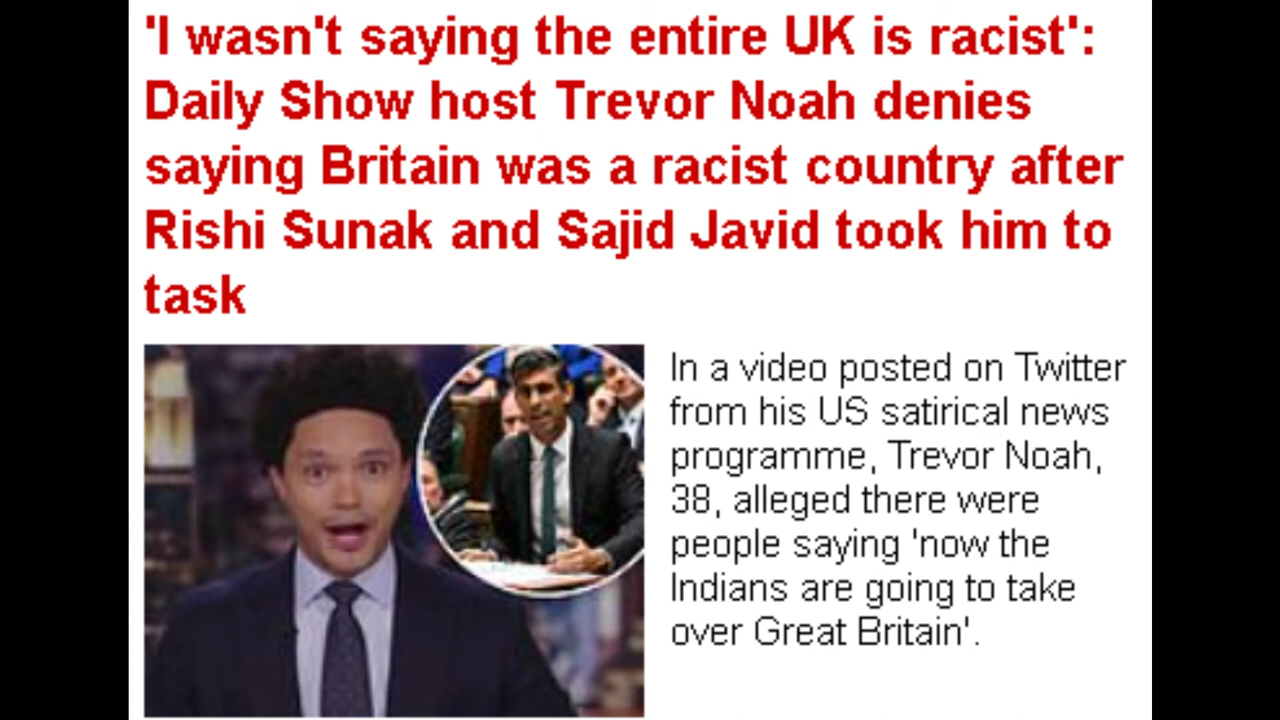 'I wasn't saying the entire UK is racist':
Daily Show host Trevor Noah denies
saying Britain was a racist country after
Rishi Sunak and Sajid Javid took him to
task
In a video posted on Twitter
from his US satirical news
programme, Trevor Noah,
38, alleged there were
people saying 'now the
Indians are going to take
over Great Britain'.